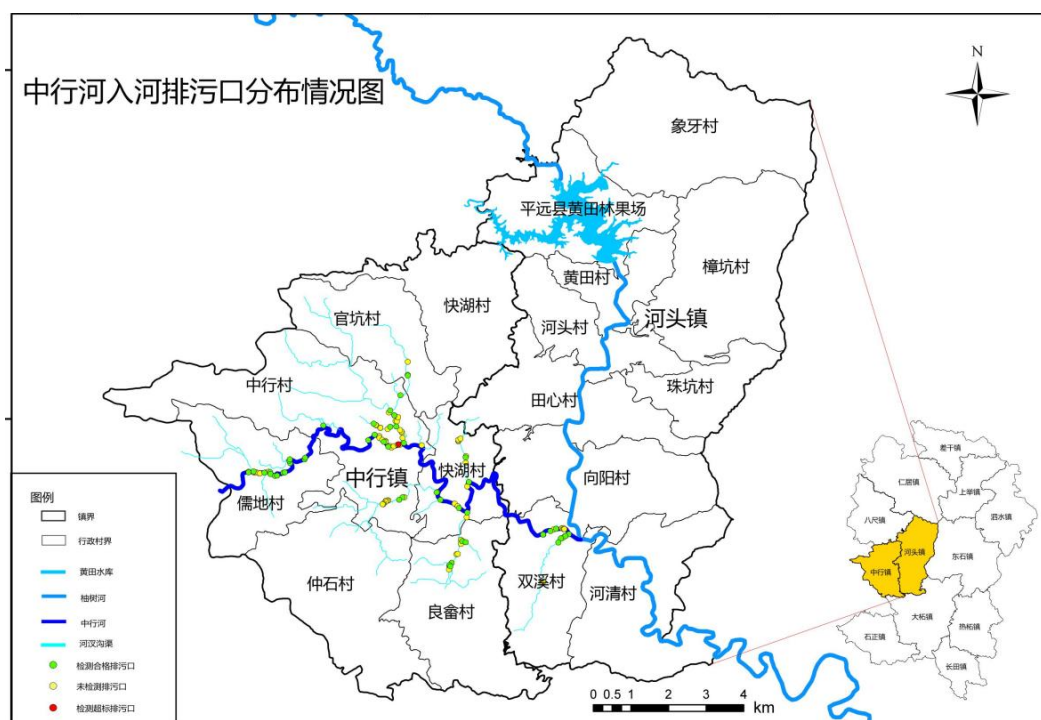 中行河入河排污口分布情况图
N
象牙村
平远县黄田林果场
樟坑村
黄田村
快湖村
河头村
河头镇
官坑村
中行村
田心村
珠坑村
快湖村
向阳村
中行镇
儒地村
仲石村
良畲村
双溪村
河清村
图例
镇界
行政村界
黄田水库
柚树河
中行河
河汊沟渠
检测合格排污口
未检测排污口
检测超标排污口
0 0.5 1 2 3 4
km
差干镇
仁居镇
上举镇
泗水镇
八尺镇
河头镇
东石镇
中行镇
大柘镇
热柘镇
石正镇
长田镇